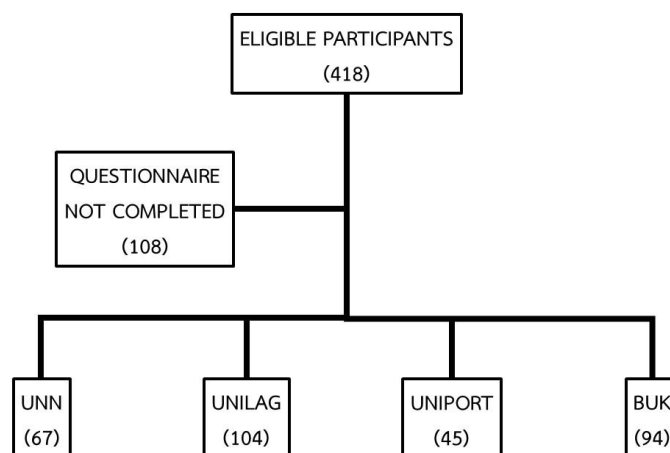 ELIGIBLE PARTICIPANTS
(418)
QUESTIONNAIRE
NOT COMPLETED
(108)
UNN
(67)
UNILAG
(104)
UNIPORT
(45)
BUK
(94)